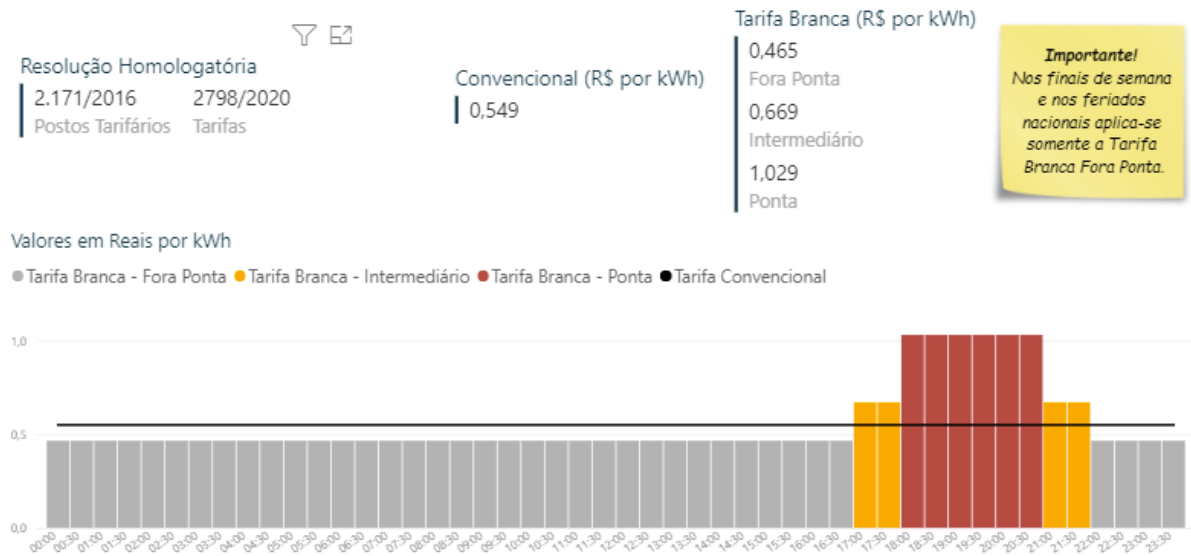 Resolução Homologatória
2.171/2016 2798/2020
Postos Tarifários Tarifas
Convencional (R$ por kWh)
0,549
Tarifa Branca (R$ por kWh)
0,465
Fora Ponta
0,669
Intermediário
1,029
Ponta
Importante!
Nos finais de semana
e nos feriados
nacionais aplica-se
somente a Tarifa
Branca Fora Ponta.
Valores em Reais por kWh
Tarifa Branca - Fora Ponta Tarifa Branca - Intermediário Tarifa Branca - Ponta Tarifa Convencional
1,0
0,5
0,0
00:00 00:30 01:00 01:30 02:00 02:30 03:00 03:30 04:00 04:30 05:00 05:30 06:00 06:30 07:00 07:30 08:00 08:30 09:00 09:30 10:00 10:30 11:00 11:30 12:00 12:30 13:00 13:30 14:00 14:30 15:00 15:30 16:00 16:30 17:00 17:30 18:00 18:30 19:00 19:30 20:00 20:30 21:00 21:30 22:00 22:30 23:00 23:30